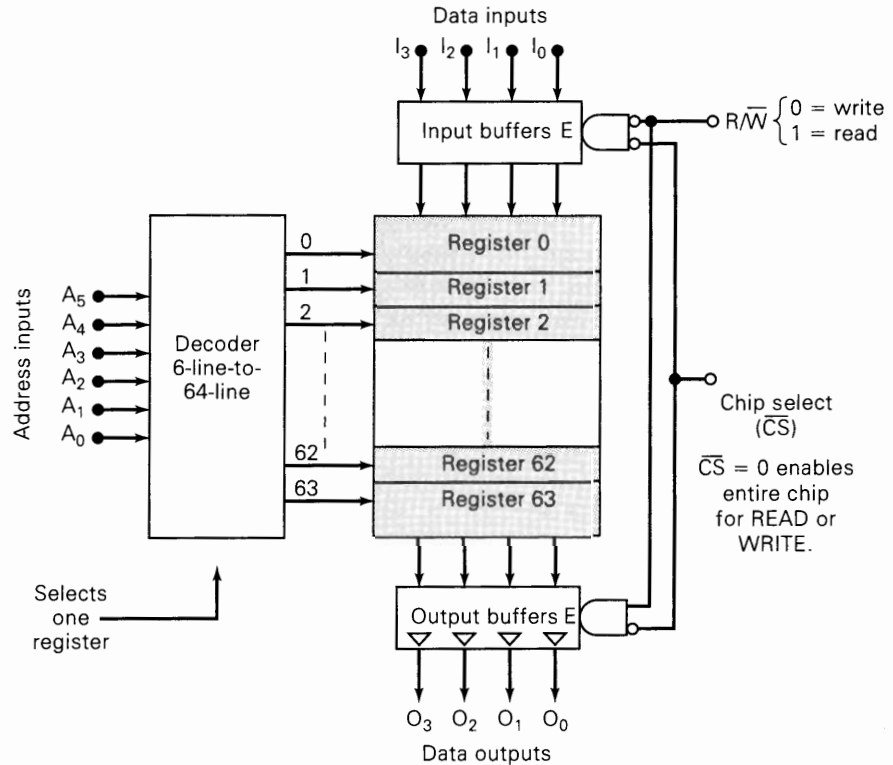 Data inputs
I₃ I₂ I₁ I₀
Input buffers E
R/W̅ { 0 = write
1 = read
0
Register 0
1
Register 1
2
Register 2
Address inputs
A₅
A₄
A₃
A₂
A₁
A₀
Decoder
6-line-to-
64-line
Chip select
(C̅S̅)
C̅S̅ = 0 enables
entire chip
for READ or
WRITE.
62
Register 62
63
Register 63
Selects
one
register
Output buffers E
O₃ O₂ O₁ O₀
Data outputs